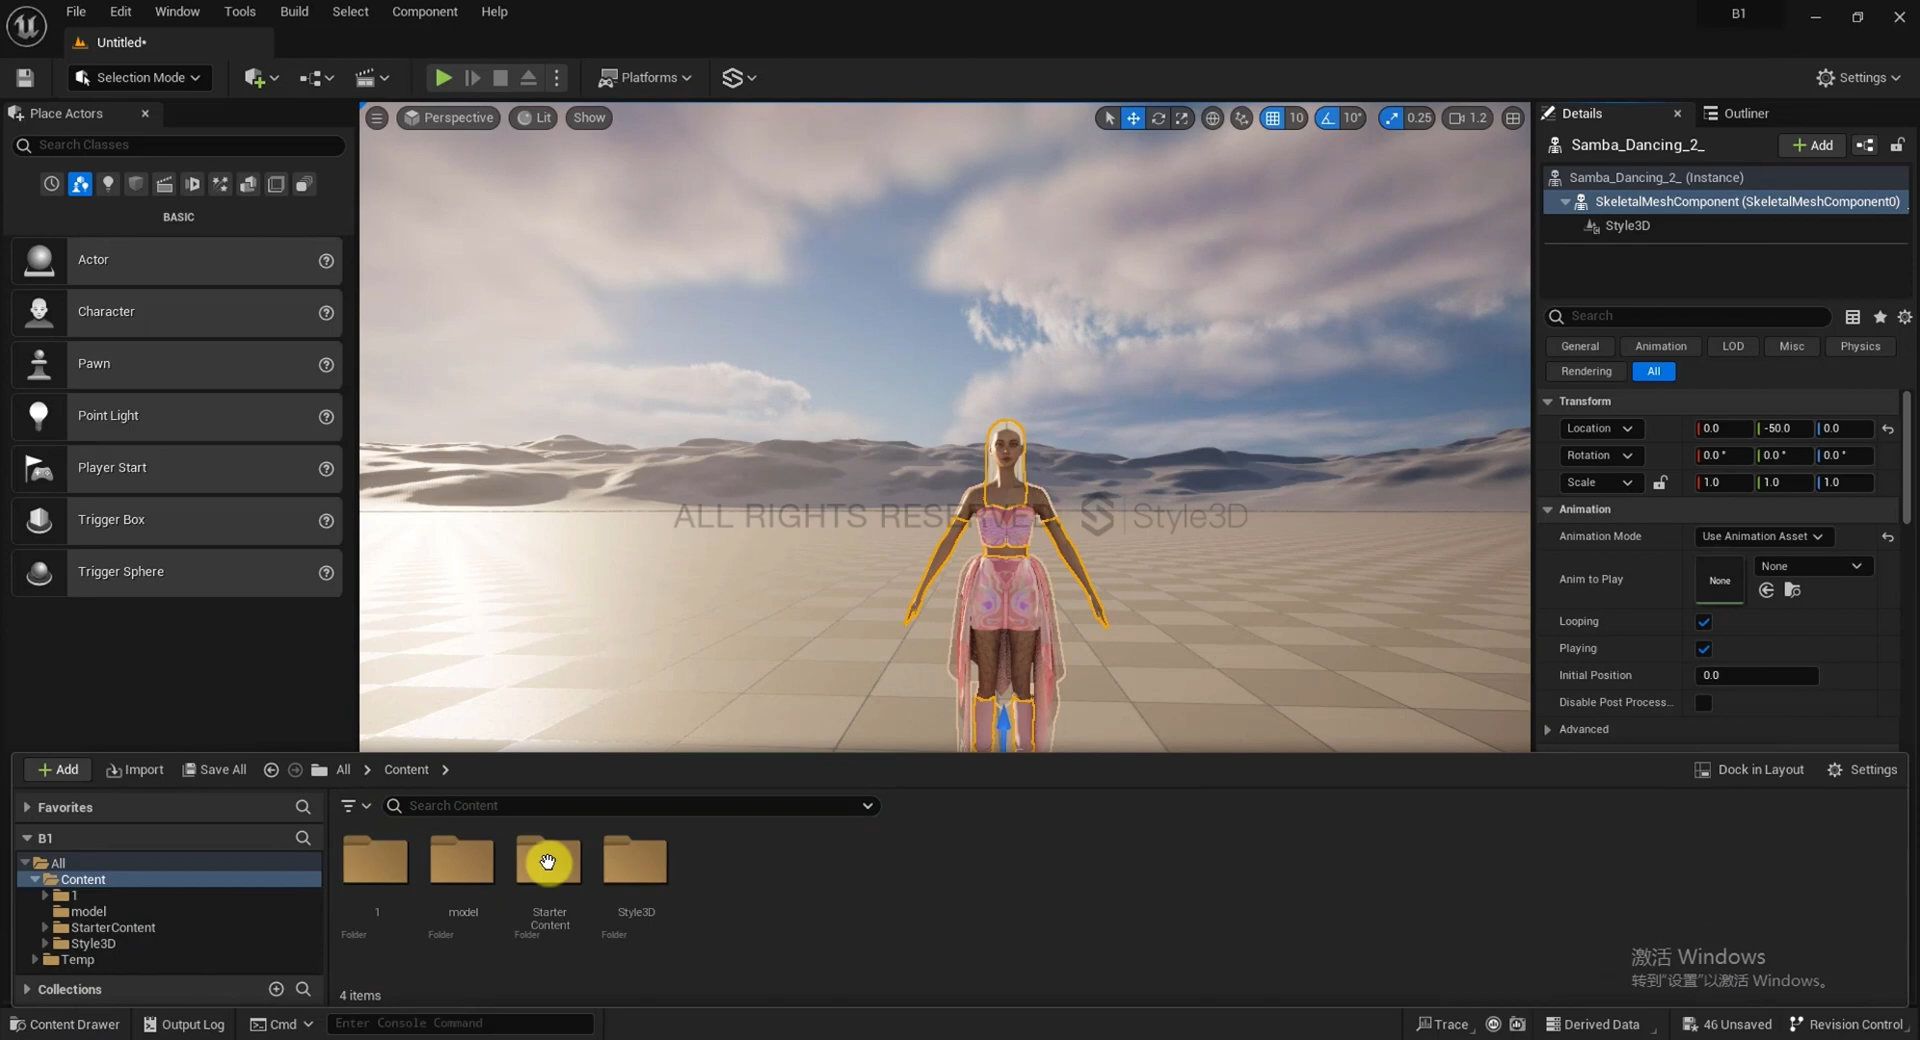 File Edit Window Tools Build Select Component Help
B1
Untitled•
Selection Mode
Platforms
Settings
Place Actors
Search Classes
BASIC
Actor
Character
Pawn
Point Light
Player Start
Trigger Box
Trigger Sphere
Perspective Lit Show
10 10° 0.25 1.2
ALL RIGHTS RESERVE Style3D
Details Outliner
Samba_Dancing_2_ + Add
Samba_Dancing_2_ (Instance)
SkeletalMeshComponent (SkeletalMeshComponent0)
Style3D
Search
General Animation LOD Misc Physics
Rendering All
Transform
Location 0.0 -50.0 0.0
Rotation 0.0 ° 0.0 ° 0.0 °
Scale 1.0 1.0 1.0
Animation
Animation Mode Use Animation Asset
Anim to Play None None
Looping
Playing
Initial Position 0.0
Disable Post Process...
Advanced
+ Add Import Save All All > Content >
Dock in Layout Settings
Favorites
B1
All
Content
1
model
StarterContent
Style3D
Temp
Collections
Search Content
1
Folder
model
Folder
Starter
Content
Folder
Style3D
Folder
4 items
激活 Windows
转到“设置”以激活 Windows。
Content Drawer Output Log Cmd Enter Console Command
Trace Derived Data 46 Unsaved Revision Control